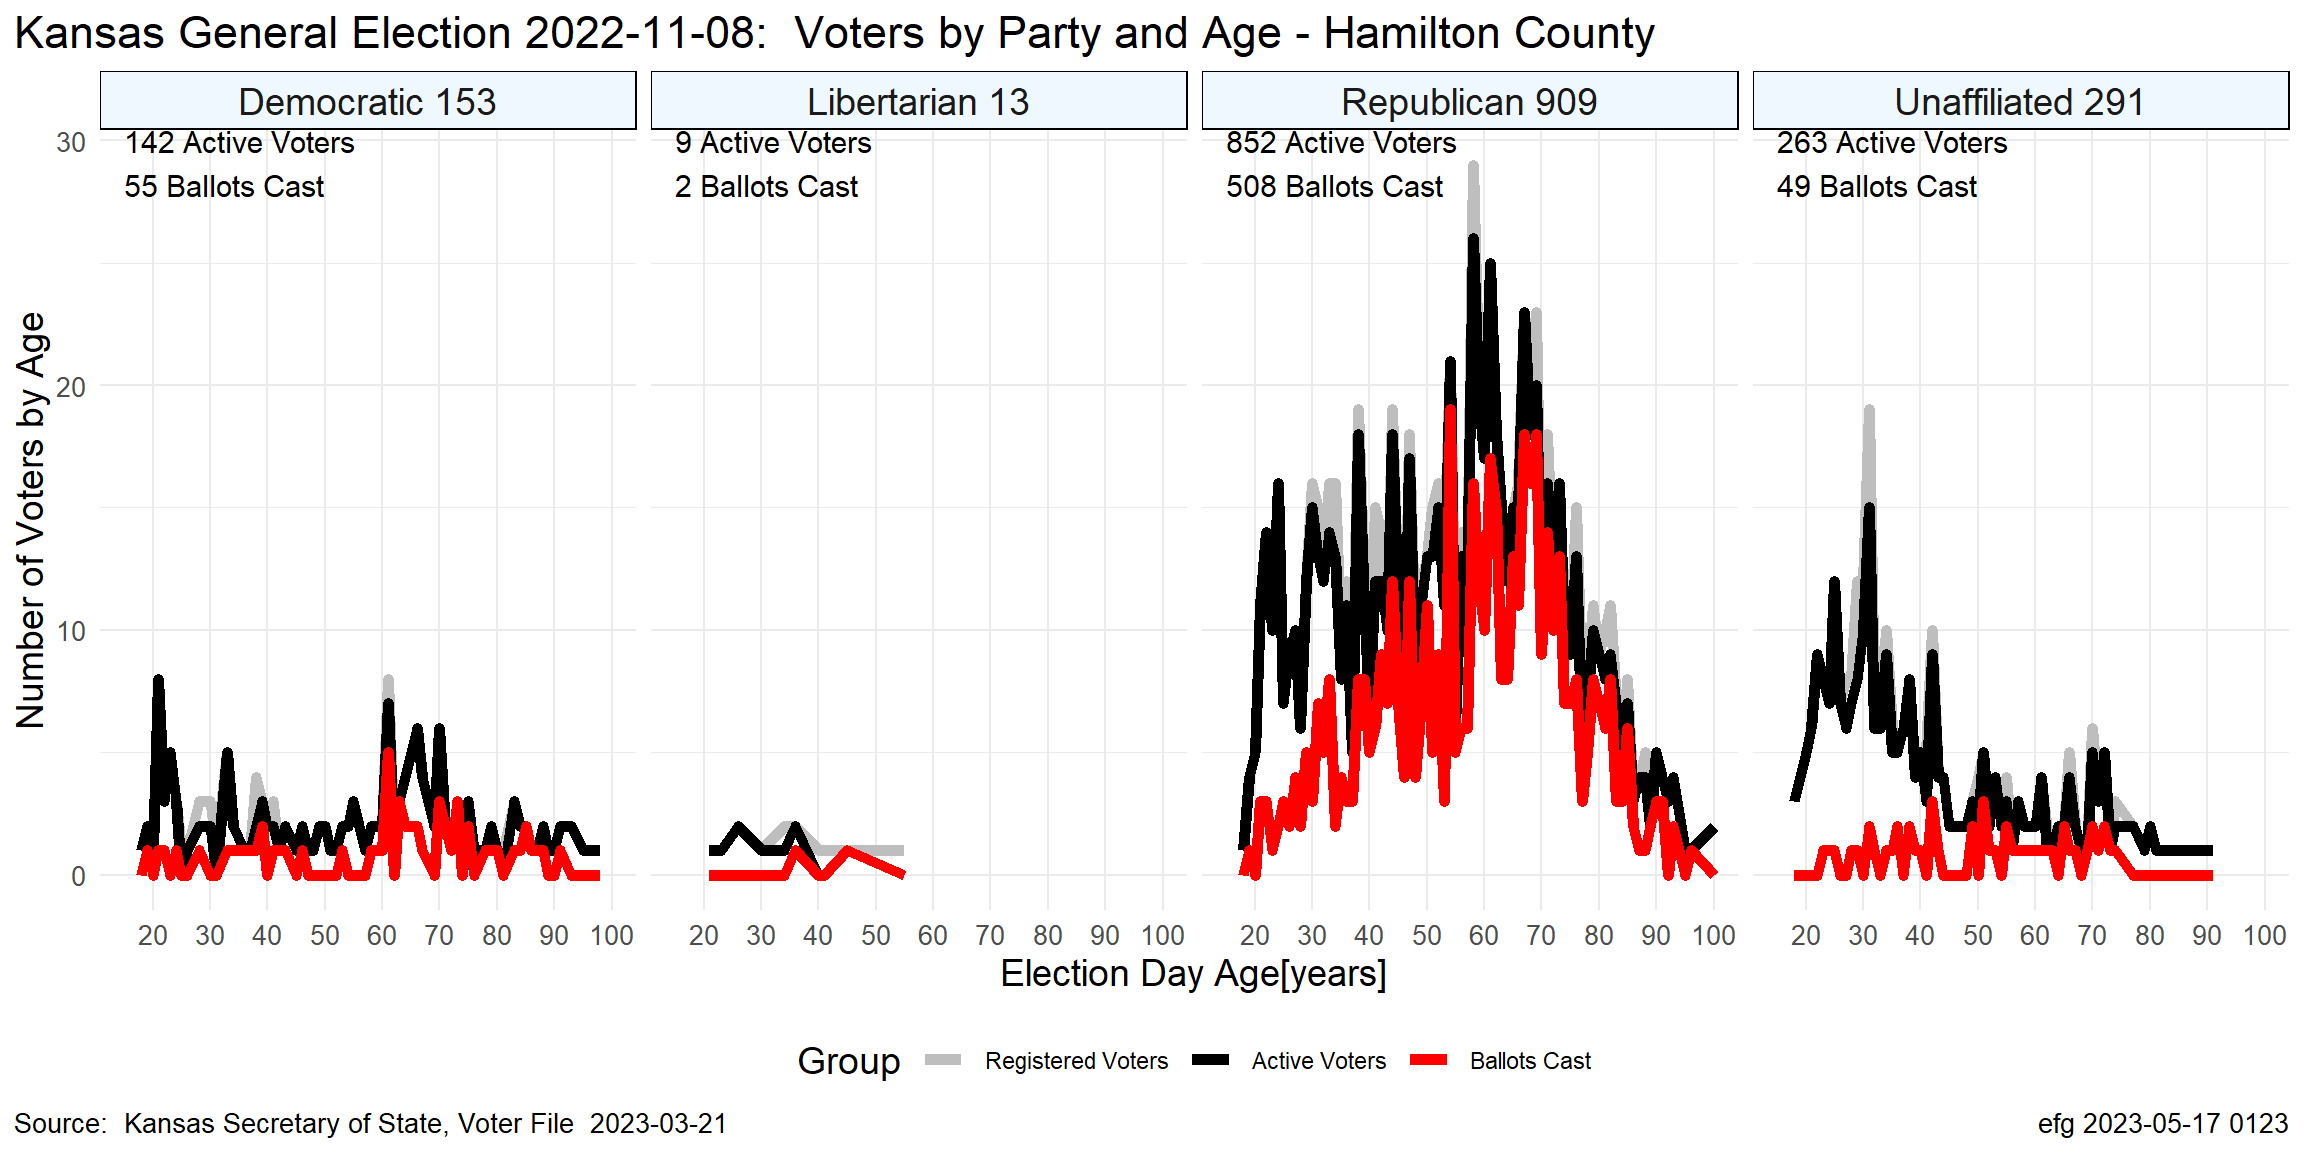 Kansas General Election 2022-11-08:  Voters by Party and Age - Hamilton County
Democratic 153
Libertarian 13
Republican 909
Unaffiliated 291
142 Active Voters
55 Ballots Cast
9 Active Voters
2 Ballots Cast
852 Active Voters
508 Ballots Cast
263 Active Voters
49 Ballots Cast
Number of Voters by Age
30
20
10
0
20 30 40 50 60 70 80 90 100
20 30 40 50 60 70 80 90 100
20 30 40 50 60 70 80 90 100
20 30 40 50 60 70 80 90 100
Election Day Age[years]
Group Registered Voters Active Voters Ballots Cast
Source:  Kansas Secretary of State, Voter File  2023-03-21
efg 2023-05-17 0123